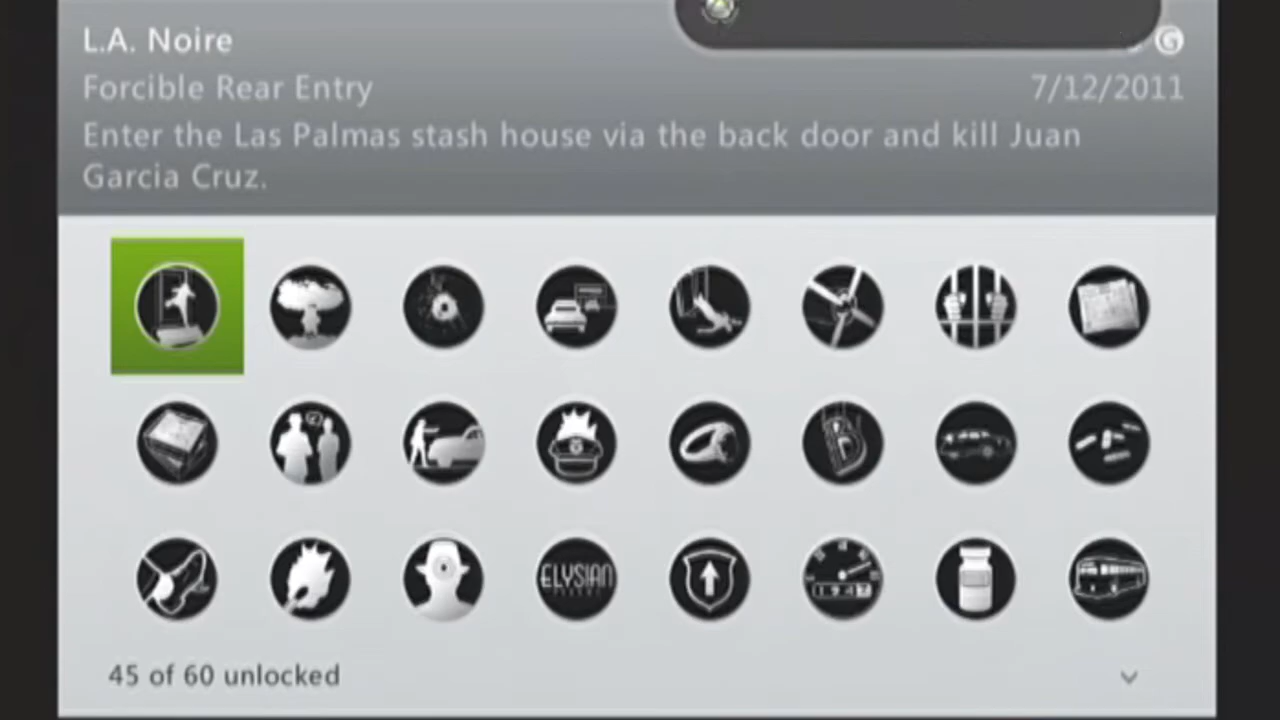 L.A. Noire
Forcible Rear Entry
7/12/2011
Enter the Las Palmas stash house via the back door and kill Juan
Garcia Cruz.
ELYSIAN
194
45 of 60 unlocked